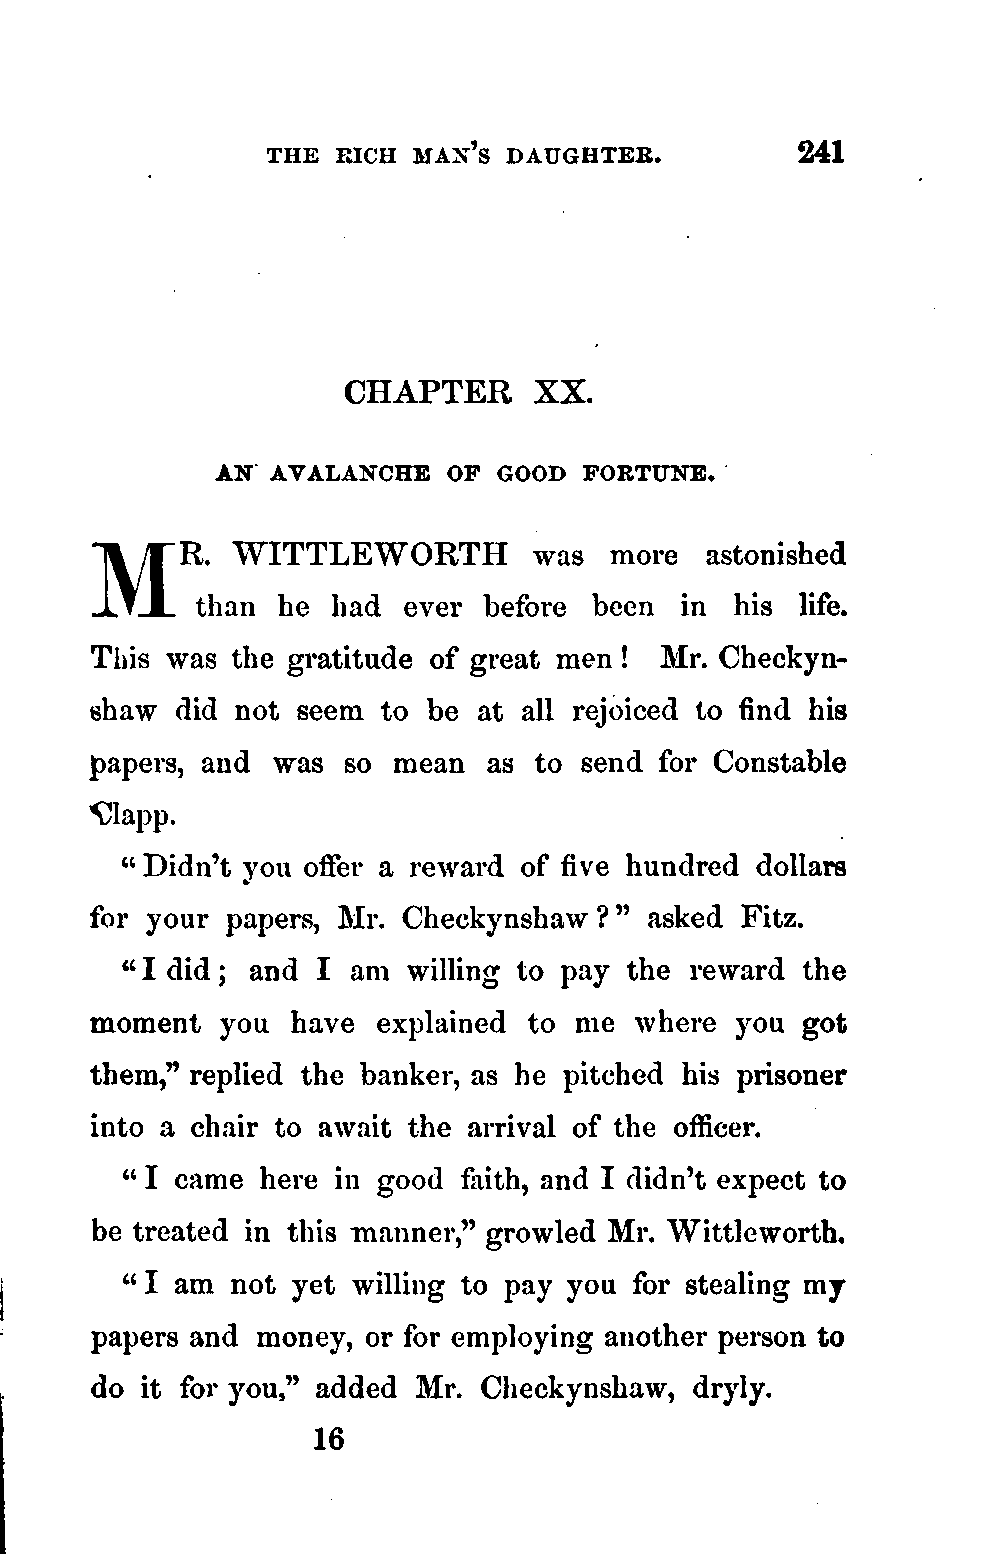 THE RICH MAN'S DAUGHTER. 241
CHAPTER XX.
AN AVALANCHE OF GOOD FORTUNE.
MR. WITTLEWORTH was more astonished
than he had ever before been in his life.
This was the gratitude of great men! Mr. Checkyn-
shaw did not seem to be at all rejoiced to find his
papers, and was so mean as to send for Constable
Clapp.
"Didn't you offer a reward of five hundred dollars
for your papers, Mr. Checkynshaw?" asked Fitz.
"I did; and I am willing to pay the reward the
moment you have explained to me where you got
them," replied the banker, as he pitched his prisoner
into a chair to await the arrival of the officer.
"I came here in good faith, and I didn't expect to
be treated in this manner," growled Mr. Wittleworth.
"I am not yet willing to pay you for stealing my
papers and money, or for employing another person to
do it for you," added Mr. Checkynshaw, dryly.
16